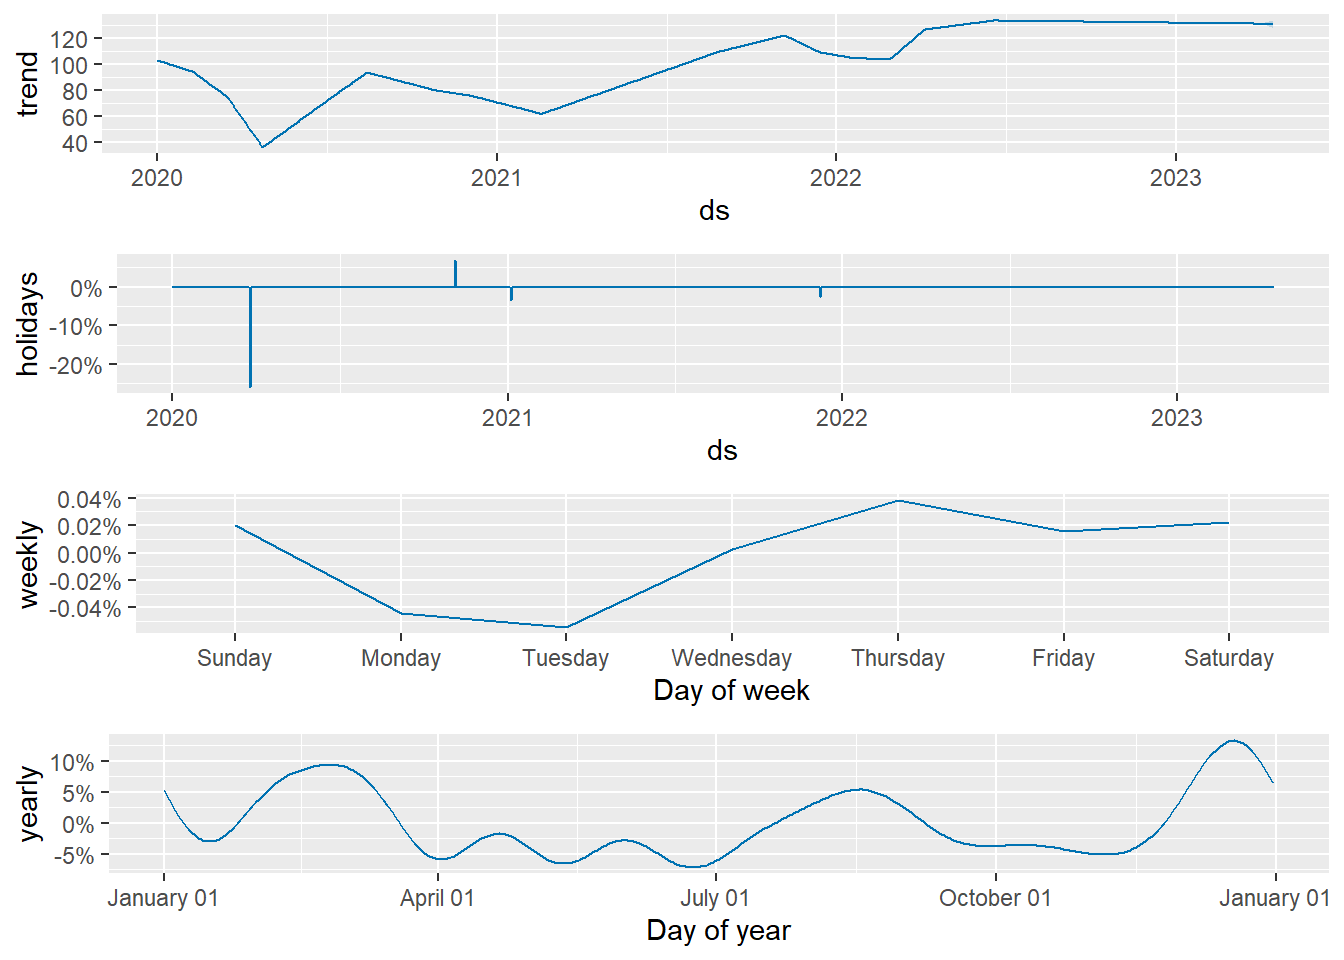 trend
120
100
80
60
40
2020 2021 2022 2023
ds
holidays
0%
-10%
-20%
2020 2021 2022 2023
ds
weekly
0.04%
0.02%
0.00%
-0.02%
-0.04%
Sunday Monday Tuesday Wednesday Thursday Friday Saturday
Day of week
yearly
10%
5%
0%
-5%
January 01 April 01 July 01 October 01 January 01
Day of year